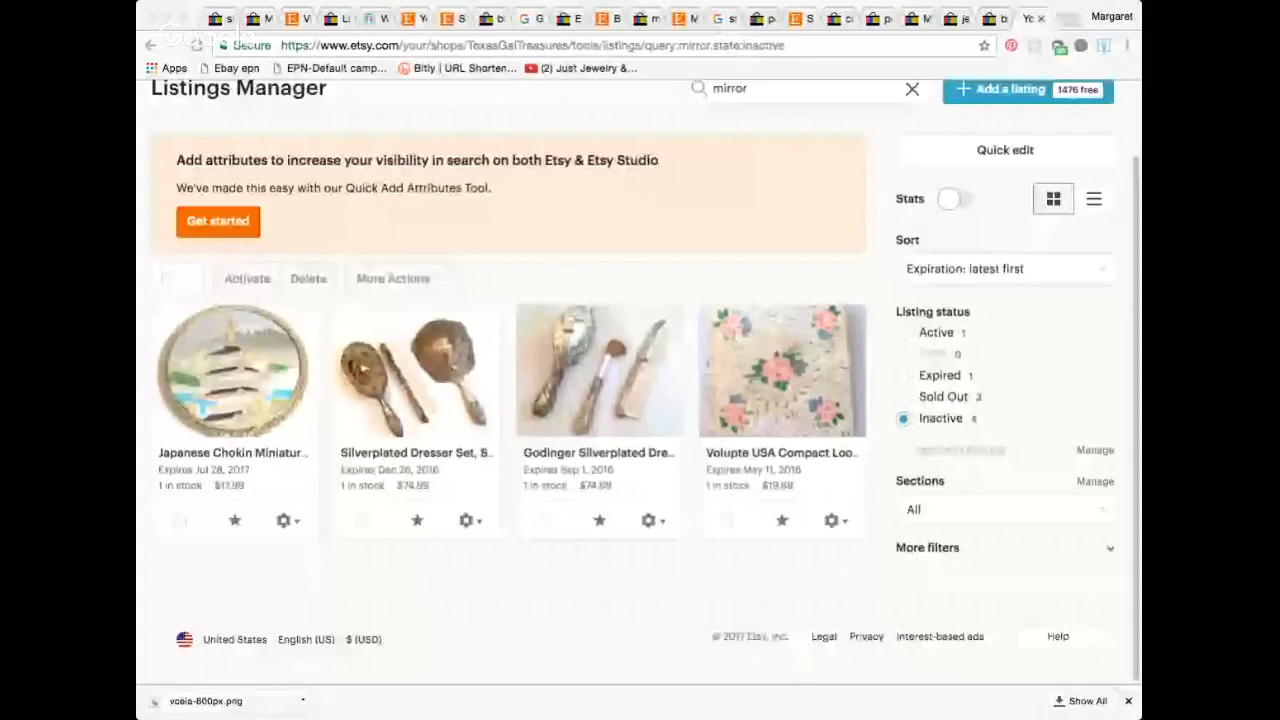 Margaret
Secure https://www.etsy.com/your/shops/TexasGalTreasures/tools/listings/query:mirror,state:inactive
Apps Ebay epn EPN-Default camp... Bitly | URL Shorten... (2) Just Jewelry &...
Listings Manager mirror + Add a listing 1476 free
Add attributes to increase your visibility in search on both Etsy & Etsy Studio
We've made this easy with our Quick Add Attributes Tool.
Get started
Quick edit
Stats
Sort
Expiration: latest first
Activate Delete More Actions
Listing status
Active 1
0
Expired 1
Sold Out 3
Inactive 4
Manage
Sections Manage
All
More filters
Japanese Chokin Miniatur...
Expires Jul 28, 2017
1 in stock $17.99
Silverplated Dresser Set, S...
Expires Dec 26, 2016
1 in stock $74.99
Godinger Silverplated Dre...
Expires Sep 1, 2016
1 in stock $74.99
Volupte USA Compact Loo...
Expires May 11, 2016
1 in stock $19.99
United States English (US) $ (USD)
© 2017 Etsy, Inc. Legal Privacy Interest-based ads Help
Show All